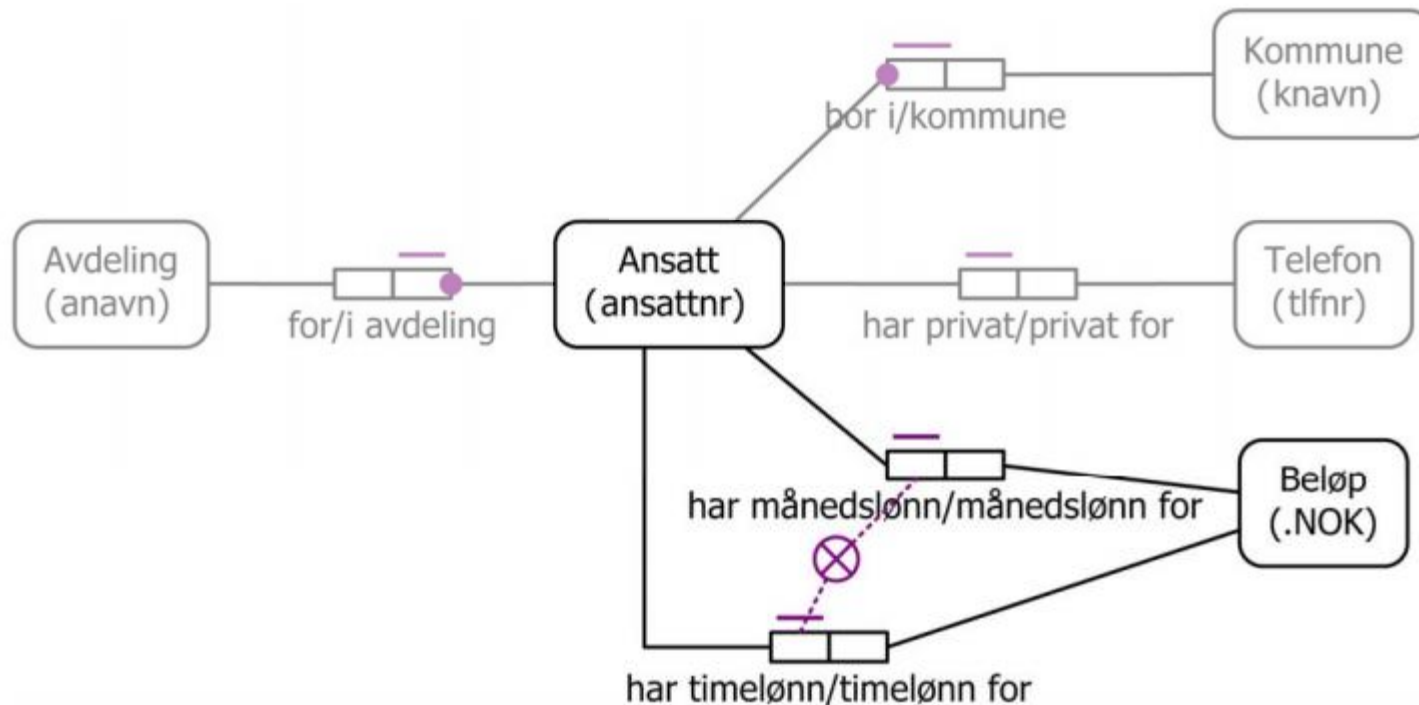 Kommune
(knavn)
bor i/kommune
Avdeling
(anavn)
for/i avdeling
Ansatt
(ansattnr)
har privat/privat for
Telefon
(tlfnr)
har månedslønn/månedslønn for
Beløp
(.NOK)
har timelønn/timelønn for